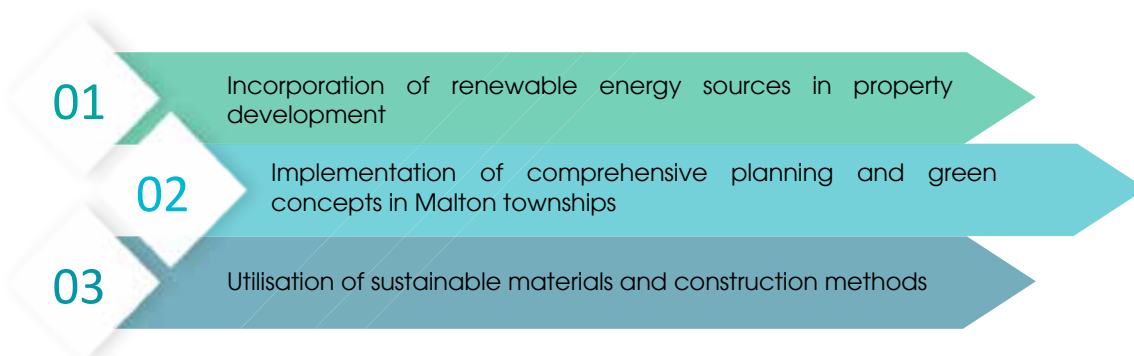 01
Incorporation of renewable energy sources in property
development
02
Implementation of comprehensive planning and green
concepts in Malton townships
03
Utilisation of sustainable materials and construction methods